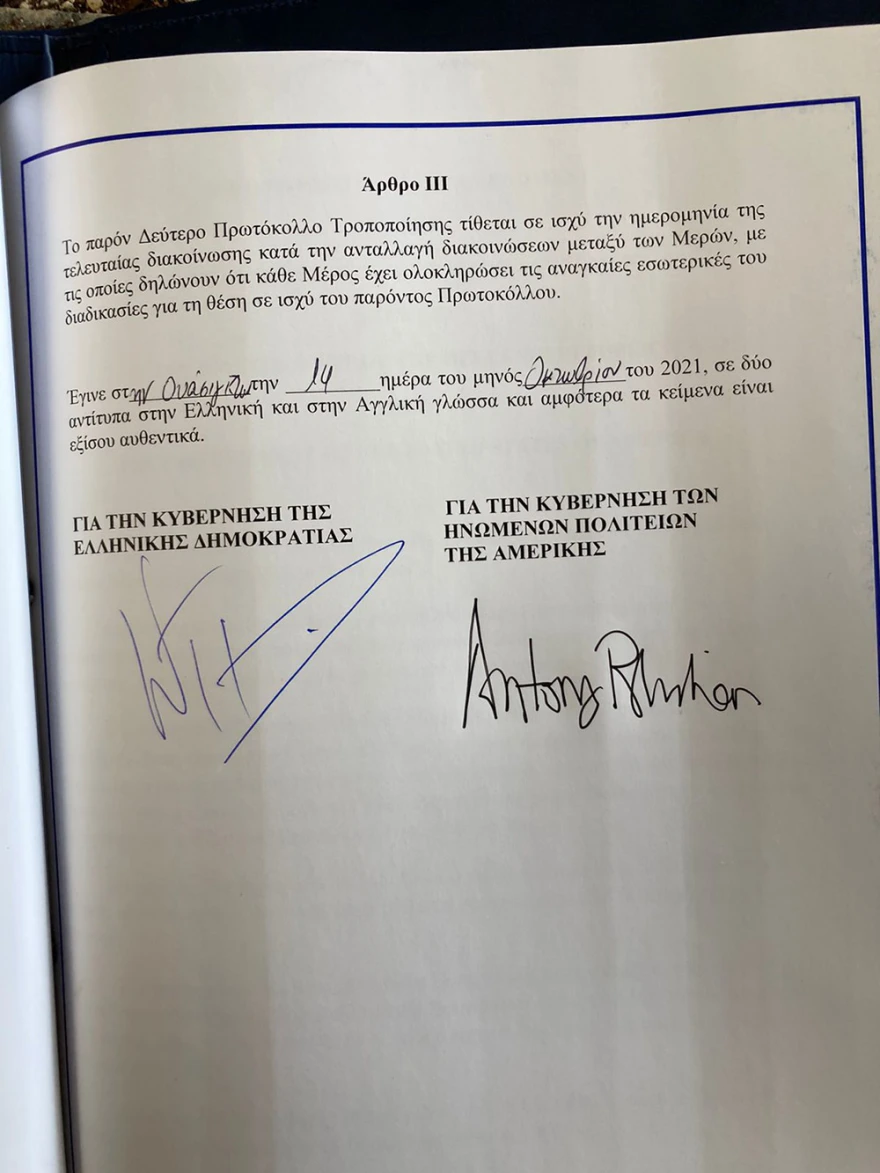 Άρθρο ΙΙΙ
Το παρόν Δεύτερο Πρωτόκολλο Τροποποίησης τίθεται σε ισχύ την ημερομηνία της
τελευταίας διακοίνωσης κατά την ανταλλαγή διακοινώσεων μεταξύ των Μερών, με
τις οποίες δηλώνουν ότι κάθε Μέρος έχει ολοκληρώσει τις αναγκαίες εσωτερικές του
διαδικασίες για τη θέση σε ισχύ του παρόντος Πρωτοκόλλου.
Έγινε στην Ουάσιγκτων την 14 ημέρα του μηνός Οκτωβρίου του 2021, σε δύο
αντίτυπα στην Ελληνική και στην Αγγλική γλώσσα και αμφότερα τα κείμενα είναι
εξίσου αυθεντικά.
ΓΙΑ ΤΗΝ ΚΥΒΕΡΝΗΣΗ ΤΗΣ
ΕΛΛΗΝΙΚΗΣ ΔΗΜΟΚΡΑΤΙΑΣ
ΓΙΑ ΤΗΝ ΚΥΒΕΡΝΗΣΗ ΤΩΝ
ΗΝΩΜΕΝΩΝ ΠΟΛΙΤΕΙΩΝ
ΤΗΣ ΑΜΕΡΙΚΗΣ
Antony Blinken